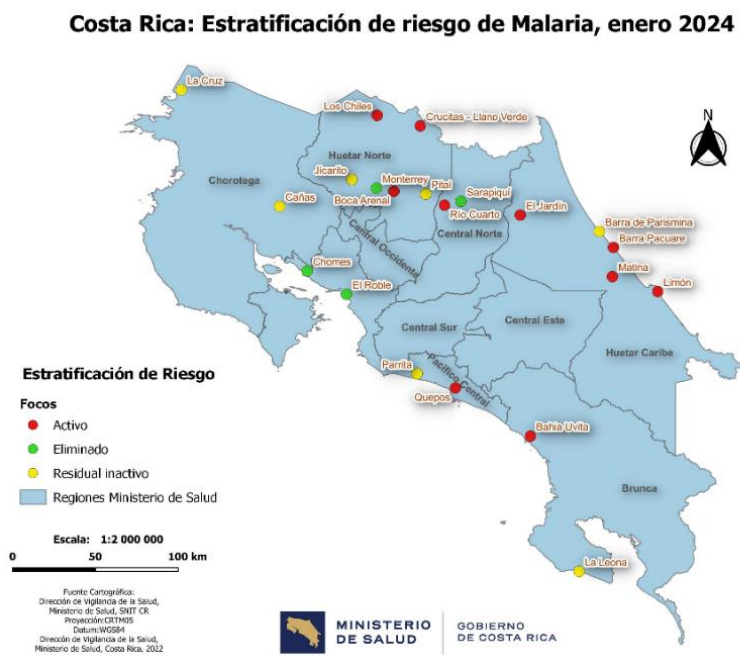 Costa Rica: Estratificación de riesgo de Malaria, enero 2024
La Cruz
Los Chiles
Crucitas - Llano Verde
N
Huetar Norte
Jicarito
Monterrey
Chorotega
Boca Arenal
Pital
Sarapiquí
Cañas
Río Cuarto
El Jardín
Central Norte
Barra de Parismina
Barra Pacuare
Central Occidente
Chomes
Matina
El Roble
Limón
Central Sur
Central Este
Huetar Caribe
Parrita
Pacífico Central
Quepos
Bahía Uvita
Brunca
La Leona
Estratificación de Riesgo
Focos
Activo
Eliminado
Residual inactivo
Regiones Ministerio de Salud
Escala: 1:2 000 000
0 50 100 km
Fuente Cartográfica:
Dirección de Vigilancia de la Salud,
Ministerio de Salud, SNIT CR
Proyección:CRTM05
Datum:WGS84
Dirección de Vigilancia de la Salud,
Ministerio de Salud, Costa Rica, 2022
MINISTERIO
DE SALUD
GOBIERNO
DE COSTA RICA